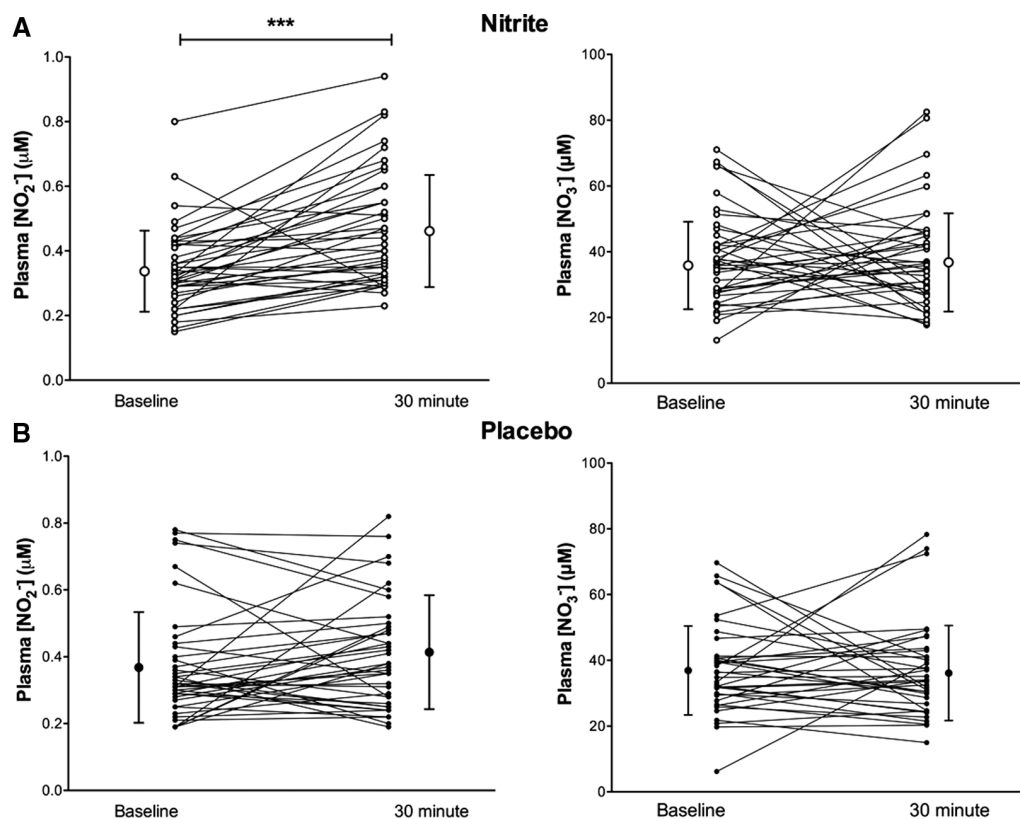 A
***
Nitrite
Plasma [NO₂⁻] (μM)
1.0
0.8
0.6
0.4
0.2
0.0
Baseline
30 minute
Plasma [NO₃⁻] (μM)
100
80
60
40
20
0
Baseline
30 minute
B
Placebo
Plasma [NO₂⁻] (μM)
1.0
0.8
0.6
0.4
0.2
0.0
Baseline
30 minute
Plasma [NO₃⁻] (μM)
100
80
60
40
20
0
Baseline
30 minute